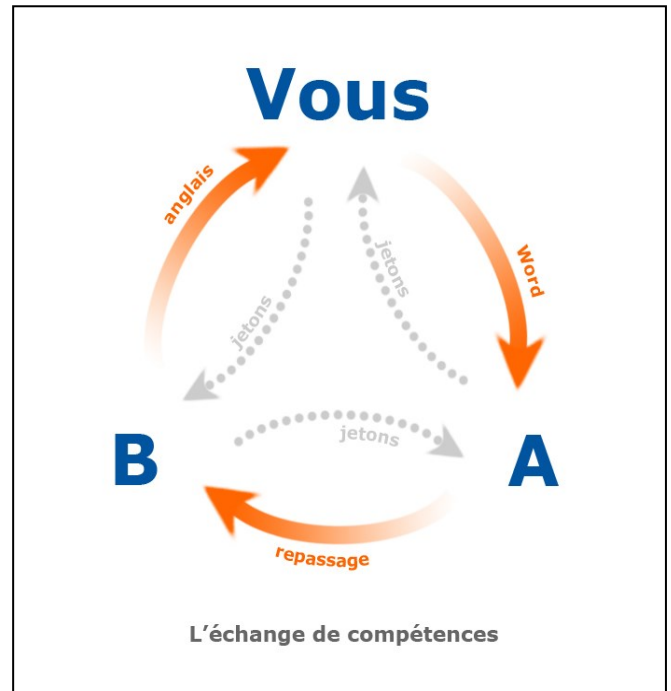 Vous
anglais
Word
jetons
jetons
jetons
B
A
repassage
L'échange de compétences